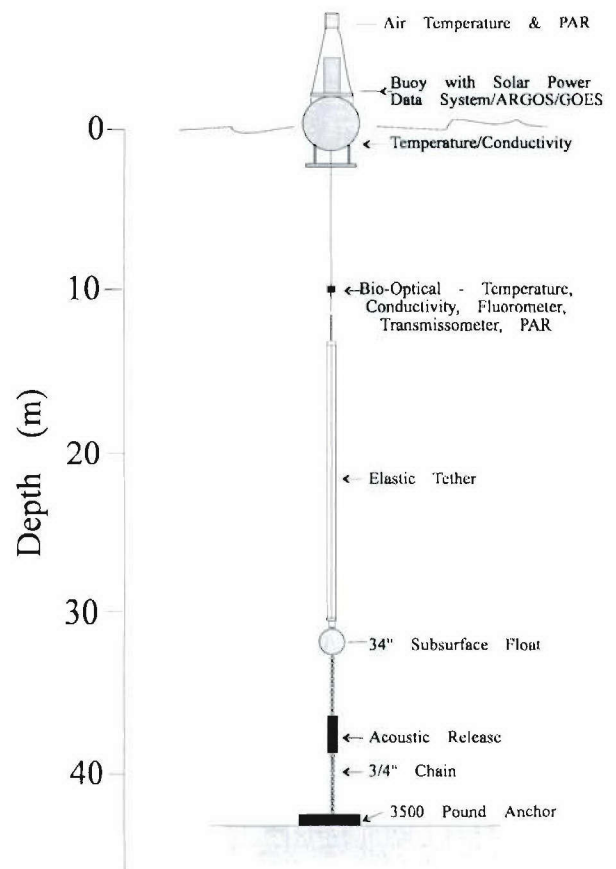 Air Temperature & PAR
Buoy with Solar Power
Data System/ARGOS/GOES
0
Temperature/Conductivity
10
Bio-Optical - Temperature,
Conductivity, Fluorometer,
Transmissometer, PAR
Depth (m)
20
Elastic Tether
30
34" Subsurface Float
Acoustic Release
40
3/4" Chain
3500 Pound Anchor